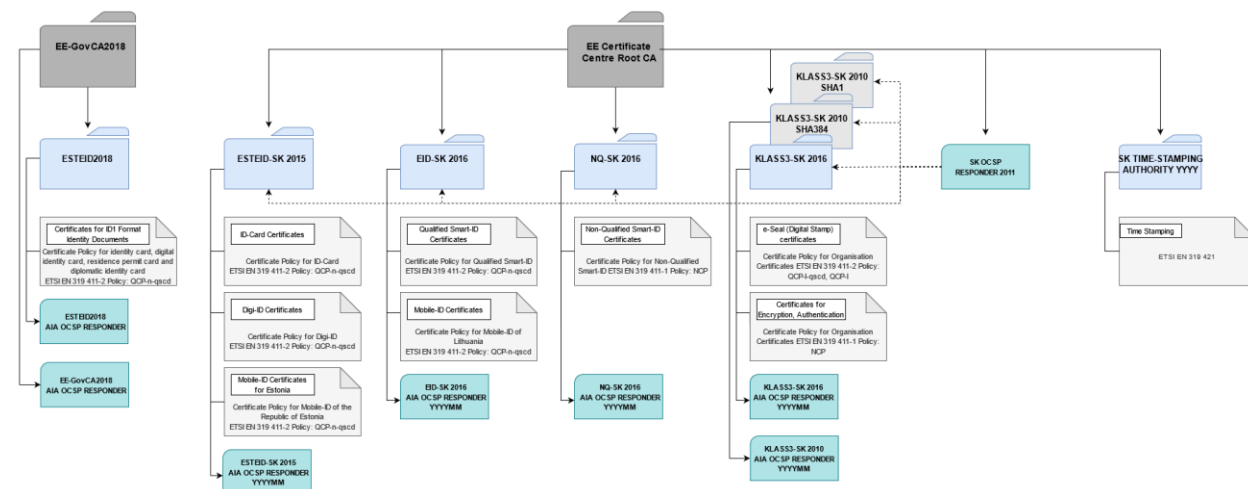 EE-GovCA2018
EE Certificate
Centre Root CA
KLASS3-SK 2010
SHA1
KLASS3-SK 2010
SHA384
ESTEID2018
ESTEID-SK 2015
EID-SK 2016
NQ-SK 2016
KLASS3-SK 2016
SK OCSP
RESPONDER 2011
SK TIME-STAMPING
AUTHORITY YYYY
Certificates for ID1 Format
Identity Documents
Certificate Policy for identity card, digital
identity card, residence permit card and
diplomatic identity card
ETSI EN 319 411-2 Policy: QCP-n-qscd
ESTEID2018
AIA OCSP RESPONDER
EE-GovCA2018
AIA OCSP RESPONDER
ID-Card Certificates
Certificate Policy for ID-Card
ETSI EN 319 411-2 Policy: QCP-n-qscd
Digi-ID Certificates
Certificate Policy for Digi-ID
ETSI EN 319 411-2 Policy: QCP-n-qscd
Mobile-ID Certificates
for Estonia
Certificate Policy for Mobile-ID of the
Republic of Estonia
ETSI EN 319 411-2 Policy: QCP-n-qscd
ESTEID-SK 2015
AIA OCSP RESPONDER
YYYYMM
Qualified Smart-ID
Certificates
Certificate Policy for Qualified Smart-ID
ETSI EN 319 411-2 Policy: QCP-n-qscd
Mobile-ID Certificates
Certificate Policy for Mobile-ID of
Lithuania
ETSI EN 319 411-2 Policy: QCP-n-qscd
EID-SK 2016
AIA OCSP RESPONDER
YYYYMM
Non-Qualified Smart-ID
Certificates
Certificate Policy for Non-Qualified
Smart-ID ETSI EN 319 411-1 Policy: NCP
NQ-SK 2016
AIA OCSP RESPONDER
YYYYMM
e-Seal (Digital Stamp)
certificates
Certificate Policy for Organisation
Certificates ETSI EN 319 411-2 Policy:
QCP-l-qscd, QCP-l
Certificates for
Encryption, Authentication
Certificate Policy for Organisation
Certificates ETSI EN 319 411-1 Policy:
NCP
KLASS3-SK 2016
AIA OCSP RESPONDER
YYYYMM
KLASS3-SK 2010
AIA OCSP RESPONDER
YYYYMM
Time Stamping
ETSI EN 319 421